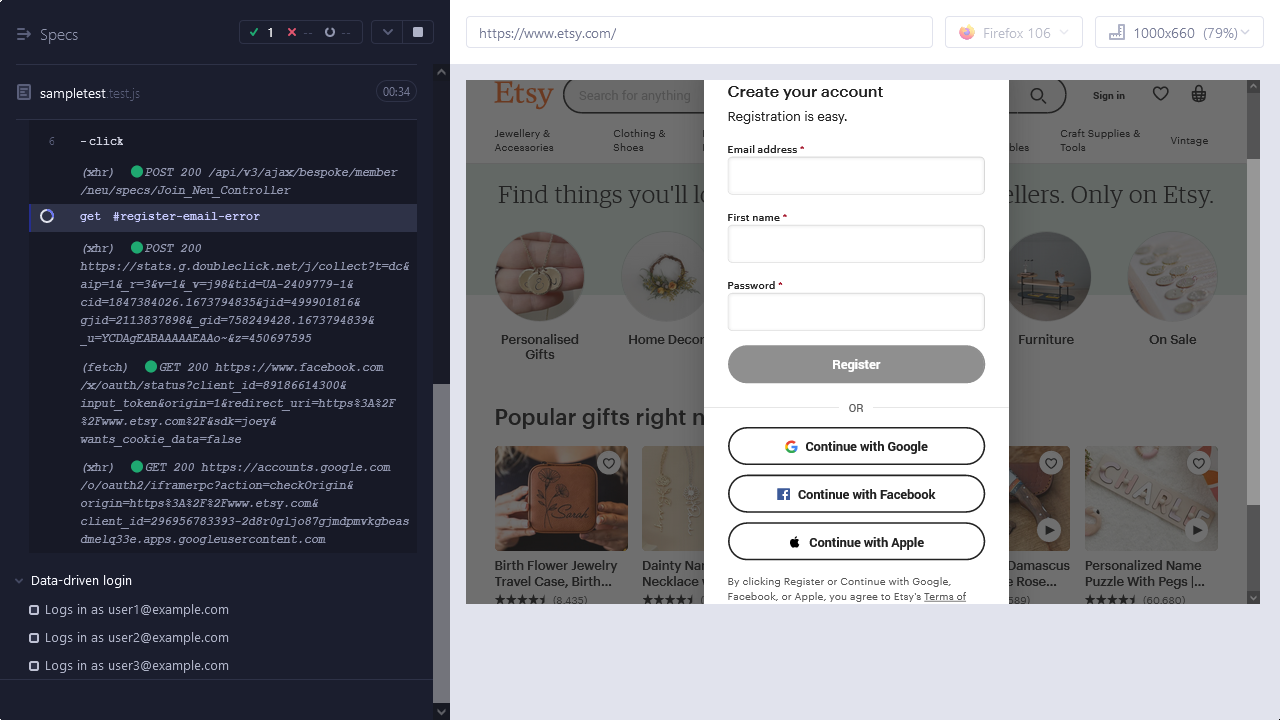 Specs
1
--
--
https://www.etsy.com/
Firefox 106
1000x660 (79%)
sampletest.test.js
00:34
6
-click
(xhr) POST 200 /api/v3/ajax/bespoke/member
/neu/specs/Join_Neu_Controller
get #register-email-error
(xhr) POST 200
https://stats.g.doubleclick.net/j/collect?t=dc&
aip=1&_r=3&v=1&_v=j98&tid=UA-2409779-1&
cid=1847384026.1673794835&jid=499901816&
gjid=2113837898&_gid=758249428.1673794839&
_u=YCDAgEABAAAAAEAAo~&z=450697595
(fetch) GET 200 https://www.facebook.com
/x/oauth/status?client_id=89186614300&
input_token&origin=1&redirect_uri=https%3A%2F
%2Fwww.etsy.com%2F&sdk=joey&
wants_cookie_data=false
(xhr) GET 200 https://accounts.google.com
/o/oauth2/iframerpc?action=checkOrigin&
origin=https%3A%2F%2Fwww.etsy.com&
client_id=296956783393-2d8r0gljo87gjmdpmvkgbeas
dmelq33e.apps.googleusercontent.com
Data-driven login
Logs in as user1@example.com
Logs in as user2@example.com
Logs in as user3@example.com
Etsy
Search for anything
Sign in
Jewellery &
Accessories
Clothing &
Shoes
Craft Supplies &
Tools
Vintage
Find things you'll lo
ellers. Only on Etsy.
Personalised
Gifts
Home Decor
Furniture
On Sale
Popular gifts right n
Birth Flower Jewelry
Travel Case, Birth...
(8,435)
Dainty Nam
Necklace w
Damascus
e Rose...
589)
Sarah
CHARLIE
Personalized Name
Puzzle With Pegs |...
(60,680)
Create your account
Registration is easy.
Email address *
First name *
Password *
Register
OR
Continue with Google
Continue with Facebook
Continue with Apple
By clicking Register or Continue with Google,
Facebook, or Apple, you agree to Etsy's Terms of